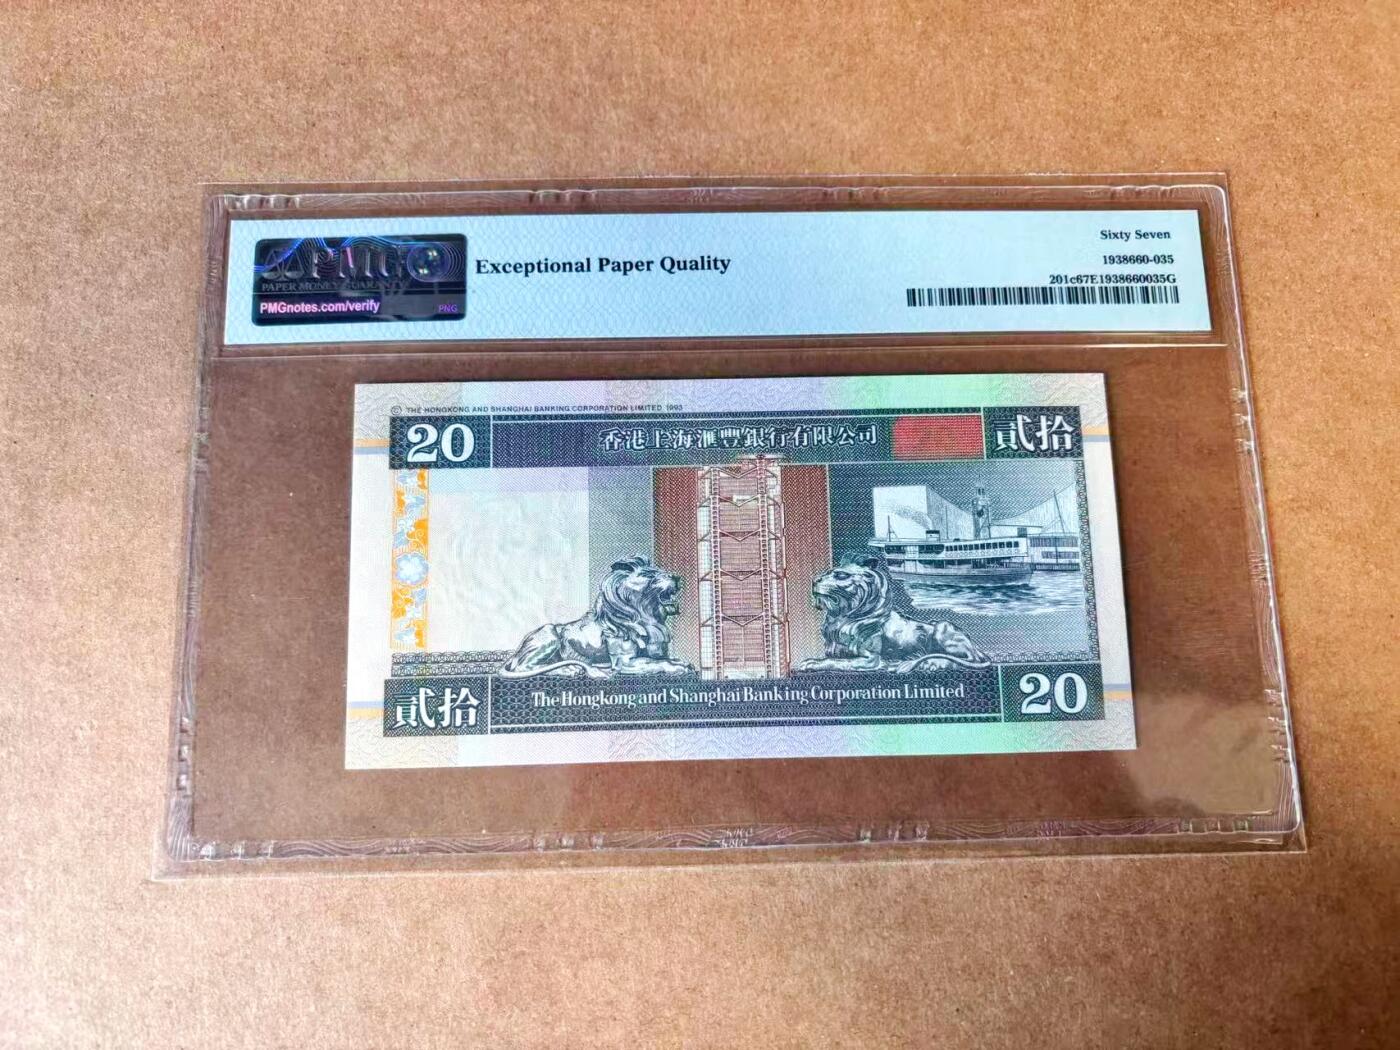 PMG
PAPER MONEY GUARANTY
PMGnotes.com/verify
PNG
Exceptional Paper Quality
Sixty Seven
1938660-035
201c67E1938660035G
© THE HONGKONG AND SHANGHAI BANKING CORPORATION LIMITED 1993
20
香港上海滙豐銀行有限公司
貳拾
貳拾
The Hongkong and Shanghai Banking Corporation Limited
20